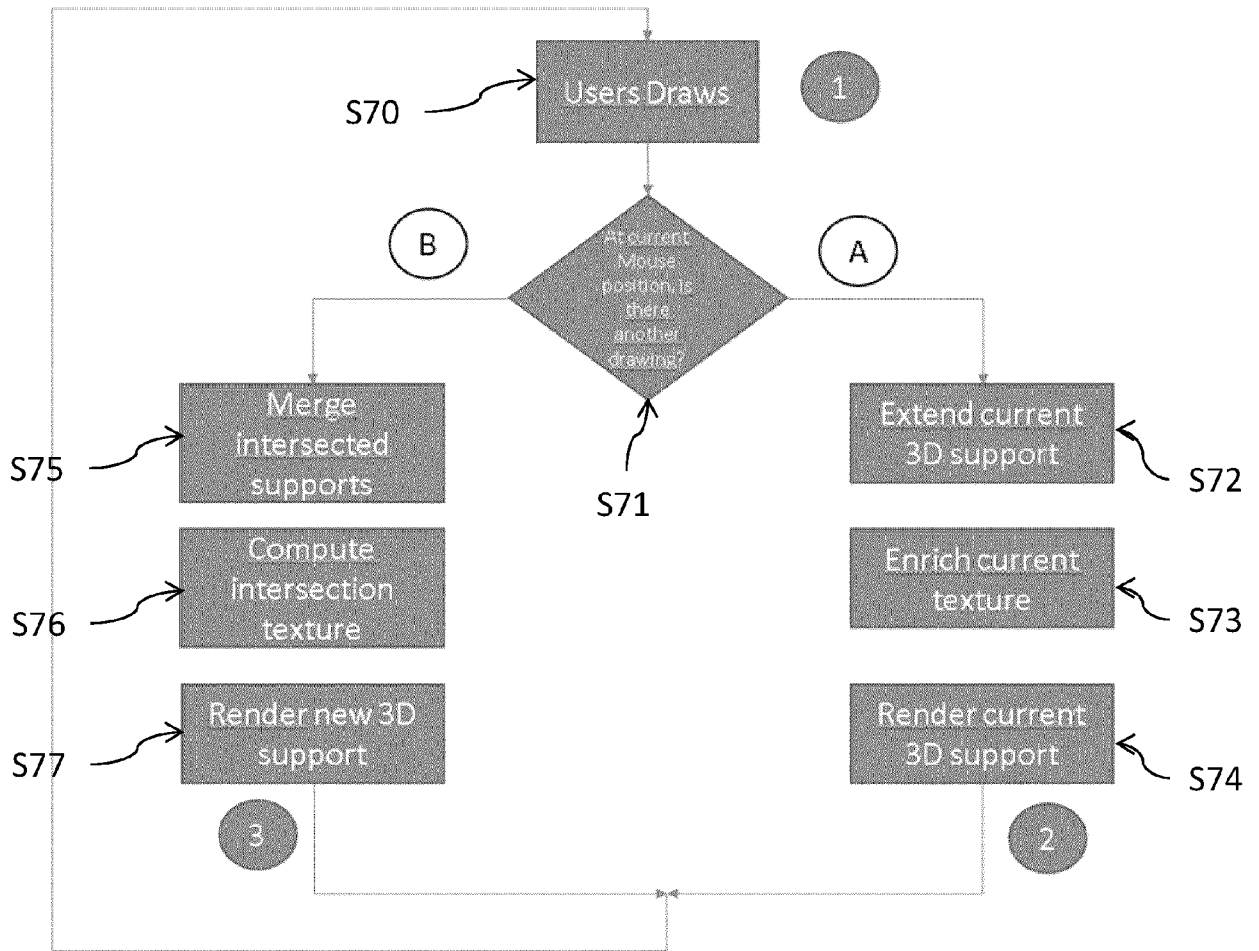 Users Draws
1
S70
B
A
At current
Mouse
position, is
there
another
drawing?
S71
Merge
intersected
supports
S75
Extend current
3D support
S72
Compute
intersection
texture
S76
Enrich current
texture
S73
Render new 3D
support
S77
Render current
3D support
S74
3
2